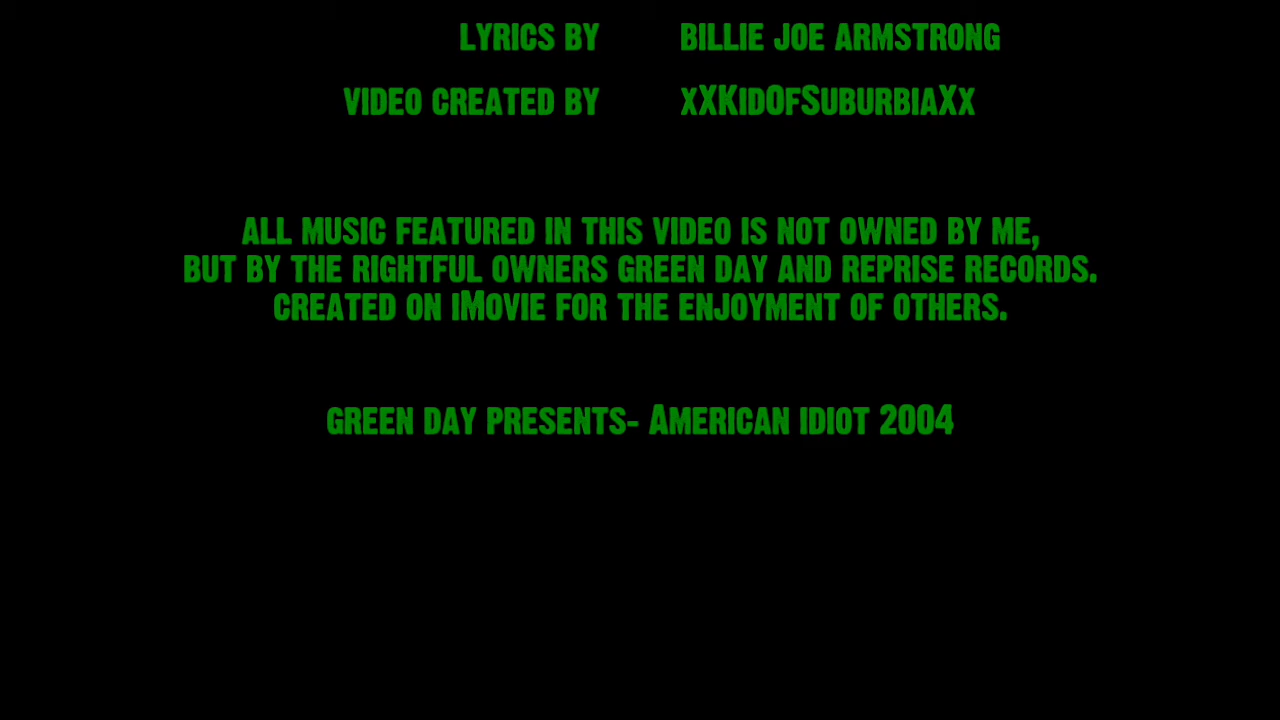 LYRICS BY BILLIE JOE ARMSTRONG
VIDEO CREATED BY xXKidOfSuburbiaXx
ALL MUSIC FEATURED IN THIS VIDEO IS NOT OWNED BY ME,
BUT BY THE RIGHTFUL OWNERS GREEN DAY AND REPRISE RECORDS.
CREATED ON iMOVIE FOR THE ENJOYMENT OF OTHERS.
GREEN DAY PRESENTS- AMERICAN IDIOT 2004